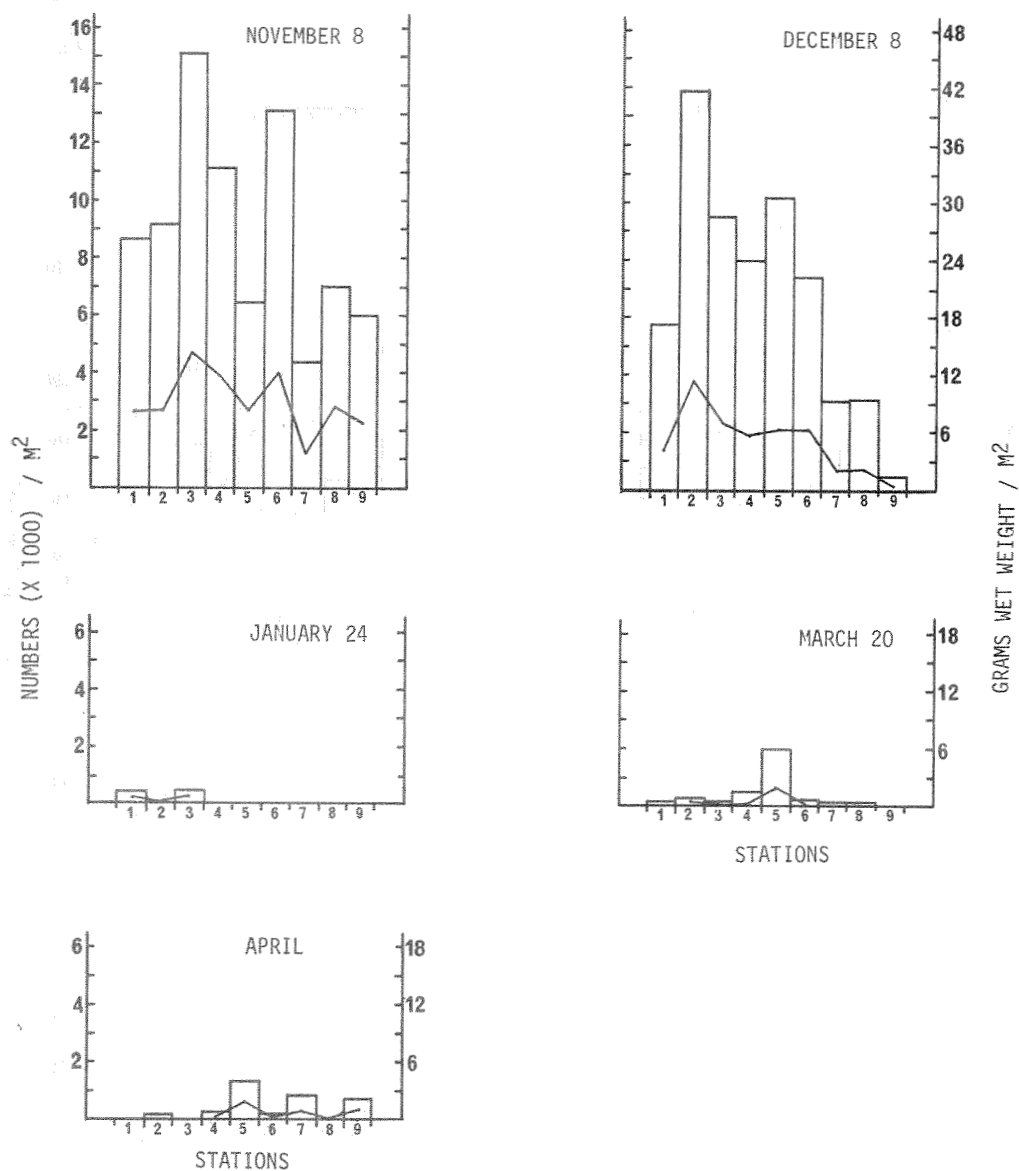 NOVEMBER 8
16
14
12
10
8
6
4
2
1 2 3 4 5 6 7 8 9
DECEMBER 8
48
42
36
30
24
18
12
6
1 2 3 4 5 6 7 8 9
NUMBERS (X 1000) / M2
GRAMS WET WEIGHT / M2
JANUARY 24
6
4
2
1 2 3 4 5 6 7 8 9
MARCH 20
18
12
6
1 2 3 4 5 6 7 8 9
STATIONS
APRIL
6
4
2
18
12
6
1 2 3 4 5 6 7 8 9
STATIONS